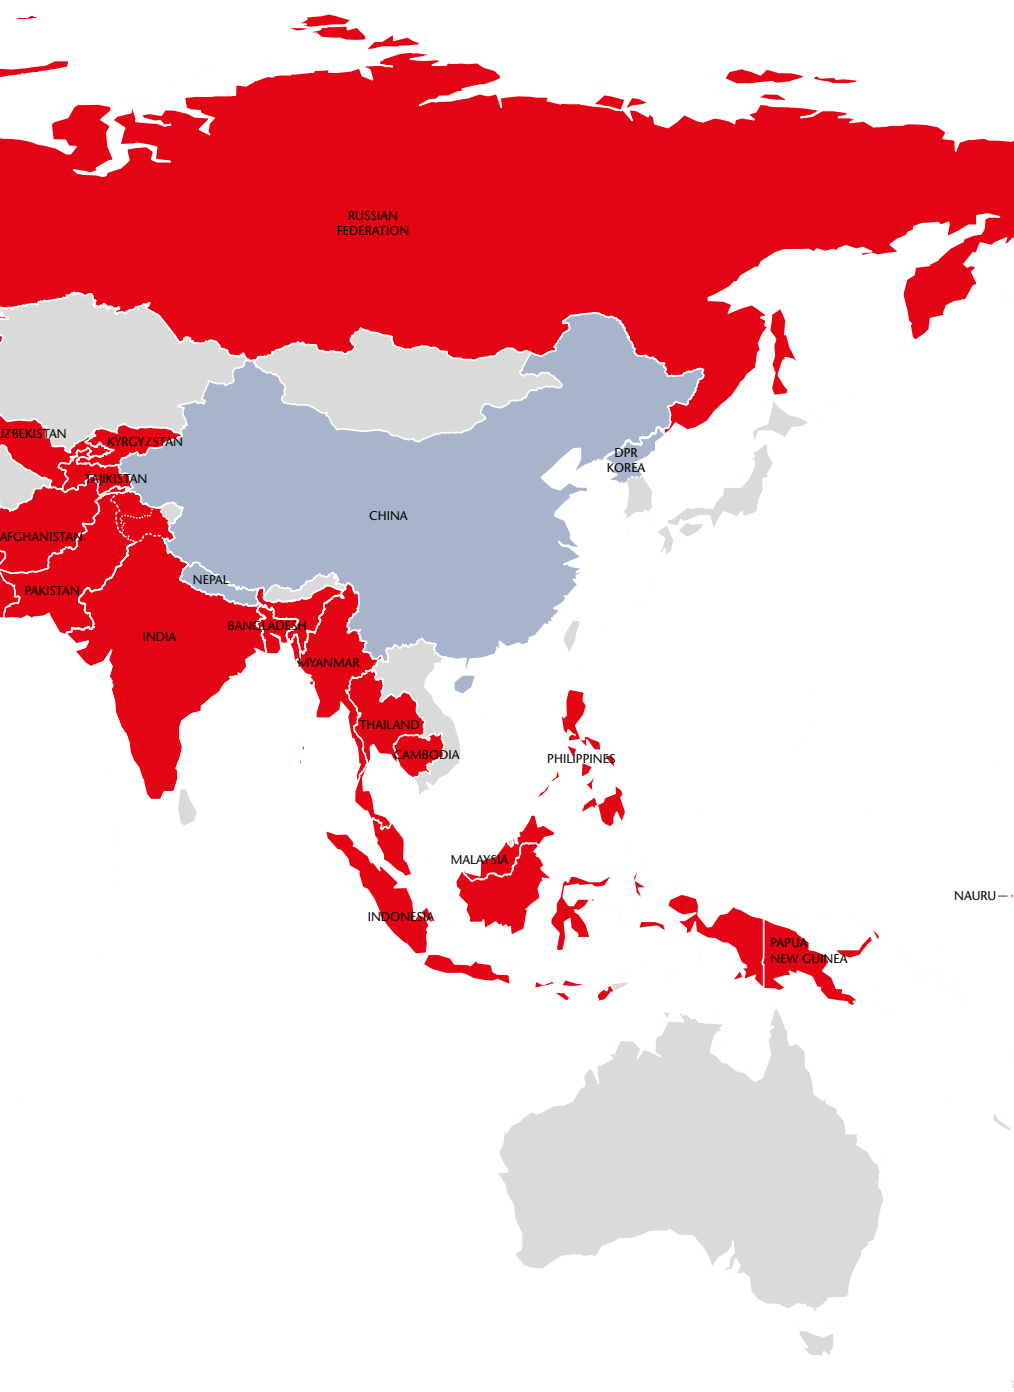 RUSSIAN
FEDERATION
UZBEKISTAN
KYRGYZSTAN
DPR
KOREA
TAJIKISTAN
CHINA
AFGHANISTAN
NEPAL
PAKISTAN
BANGLADESH
INDIA
MYANMAR
THAILAND
CAMBODIA
PHILIPPINES
MALAYSIA
NAURU
INDONESIA
PAPUA
NEW GUINEA